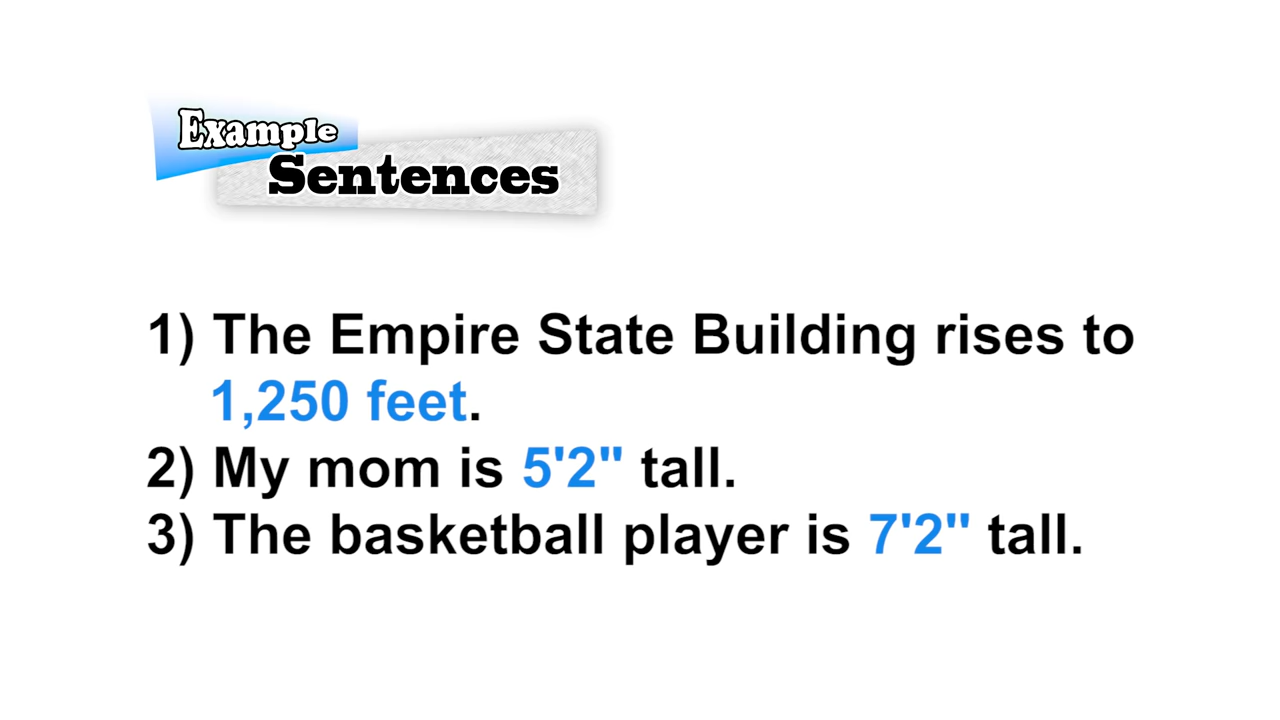 Example
Sentences
1) The Empire State Building rises to
1,250 feet.
2) My mom is 5'2" tall.
3) The basketball player is 7'2" tall.